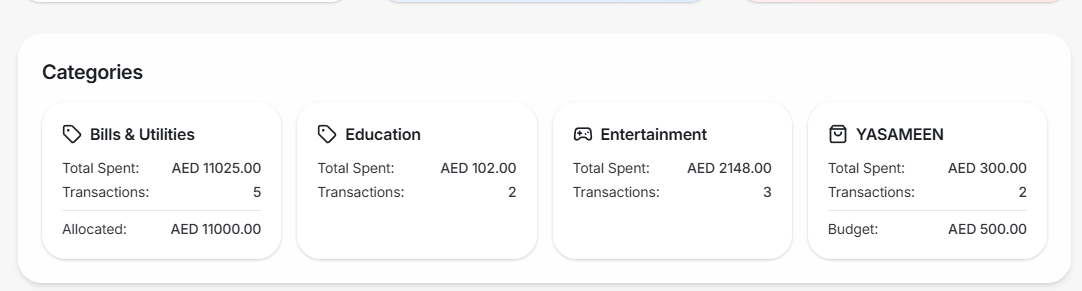 Categories
Bills & Utilities
Total Spent: AED 11025.00
Transactions: 5
Allocated: AED 11000.00
Education
Total Spent: AED 102.00
Transactions: 2
Entertainment
Total Spent: AED 2148.00
Transactions: 3
YASAMEEN
Total Spent: AED 300.00
Transactions: 2
Budget: AED 500.00